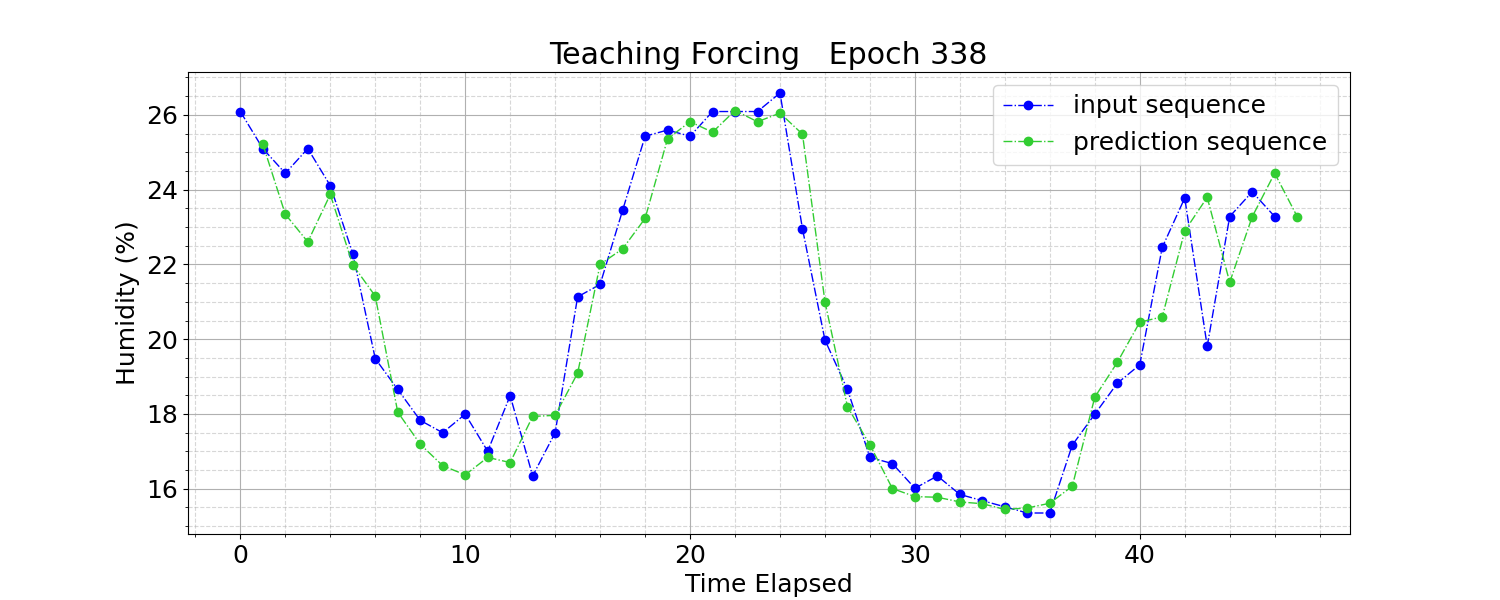 Teaching Forcing   Epoch 338
input sequence
prediction sequence
Humidity (%)
26
24
22
20
18
16
0 10 20 30 40
Time Elapsed